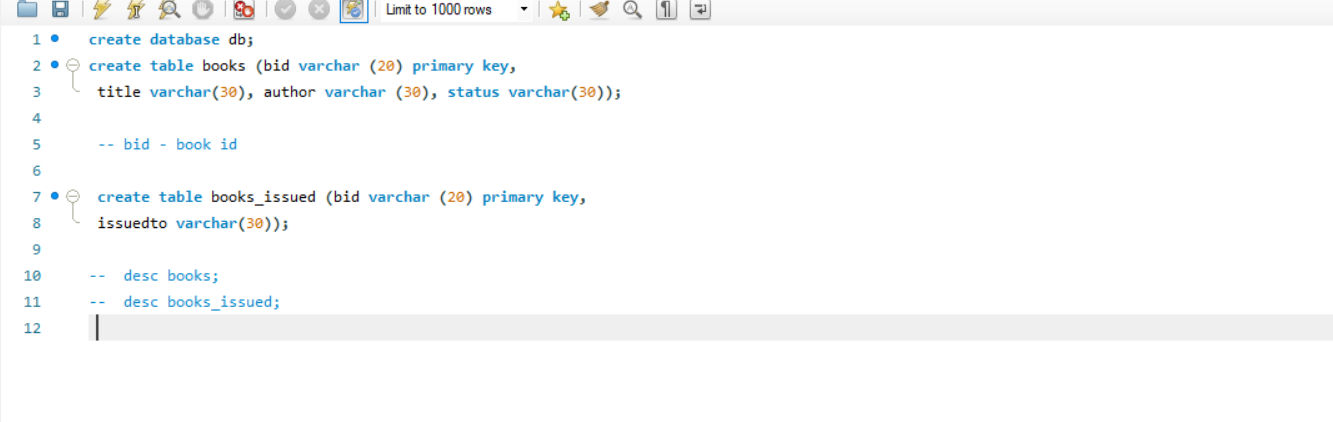 Limit to 1000 rows
1 create database db;
2 create table books (bid varchar (20) primary key,
3 title varchar(30), author varchar (30), status varchar(30));
4
5 -- bid - book id
6
7 create table books_issued (bid varchar (20) primary key,
8 issuedto varchar(30));
9
10 -- desc books;
11 -- desc books_issued;
12